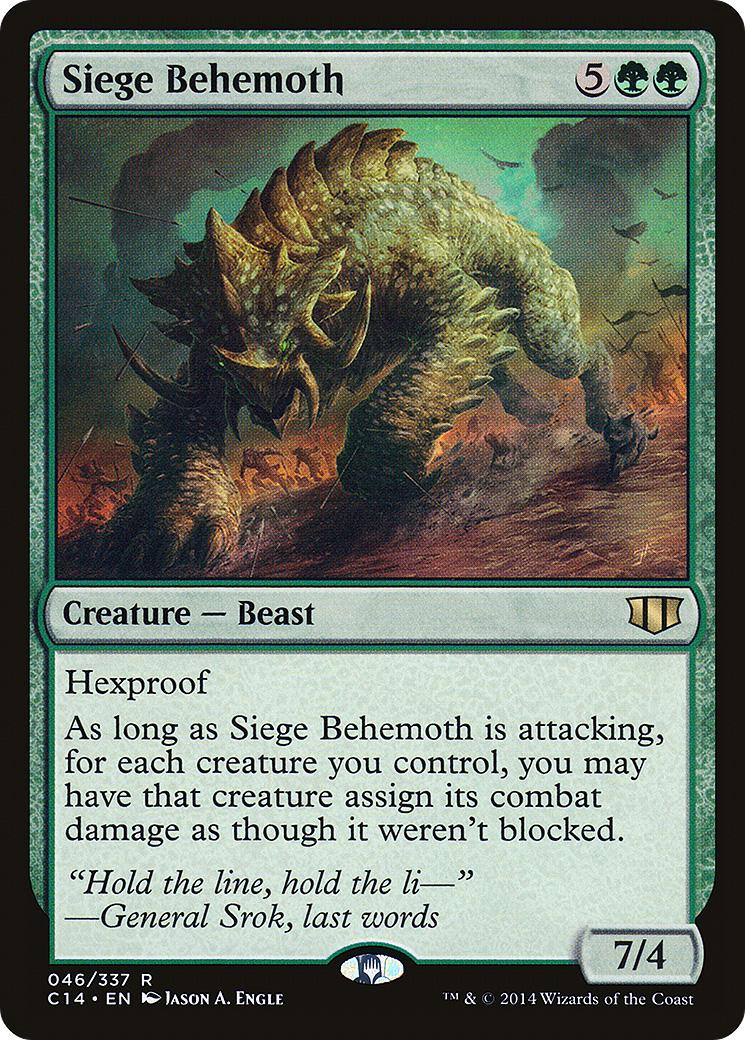 Siege Behemoth 5
Creature — Beast
Hexproof
As long as Siege Behemoth is attacking,
for each creature you control, you may
have that creature assign its combat
damage as though it weren't blocked.
“Hold the line, hold the li—”
—General Srok, last words
7/4
046/337 R
C14 • EN Jason A. Engle
™ & © 2014 Wizards of the Coast